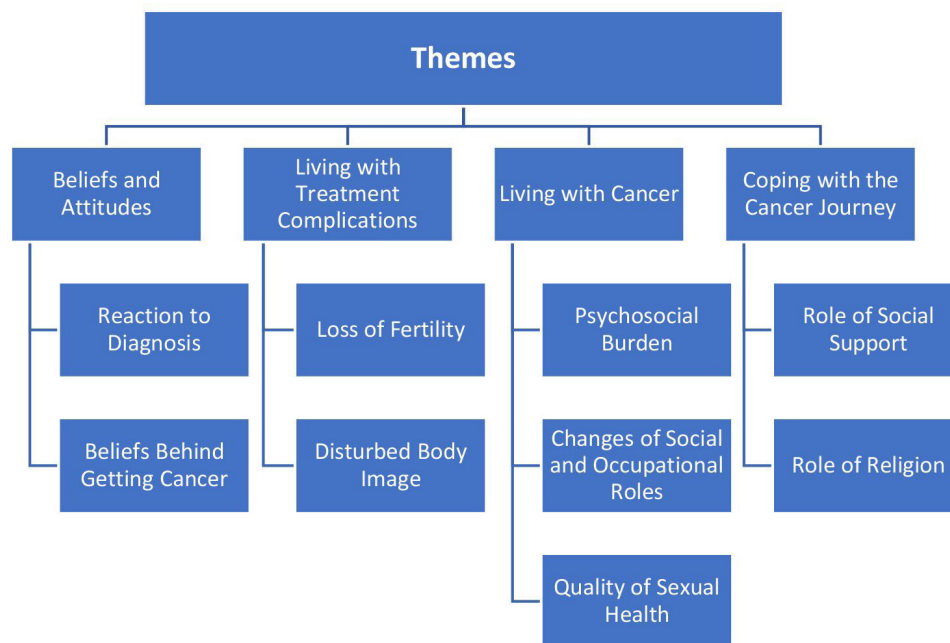 Themes
Beliefs and
Attitudes
Reaction to
Diagnosis
Beliefs Behind
Getting Cancer
Living with
Treatment
Complications
Loss of Fertility
Disturbed Body
Image
Living with Cancer
Psychosocial
Burden
Changes of Social
and Occupational
Roles
Quality of Sexual
Health
Coping with the
Cancer Journey
Role of Social
Support
Role of Religion